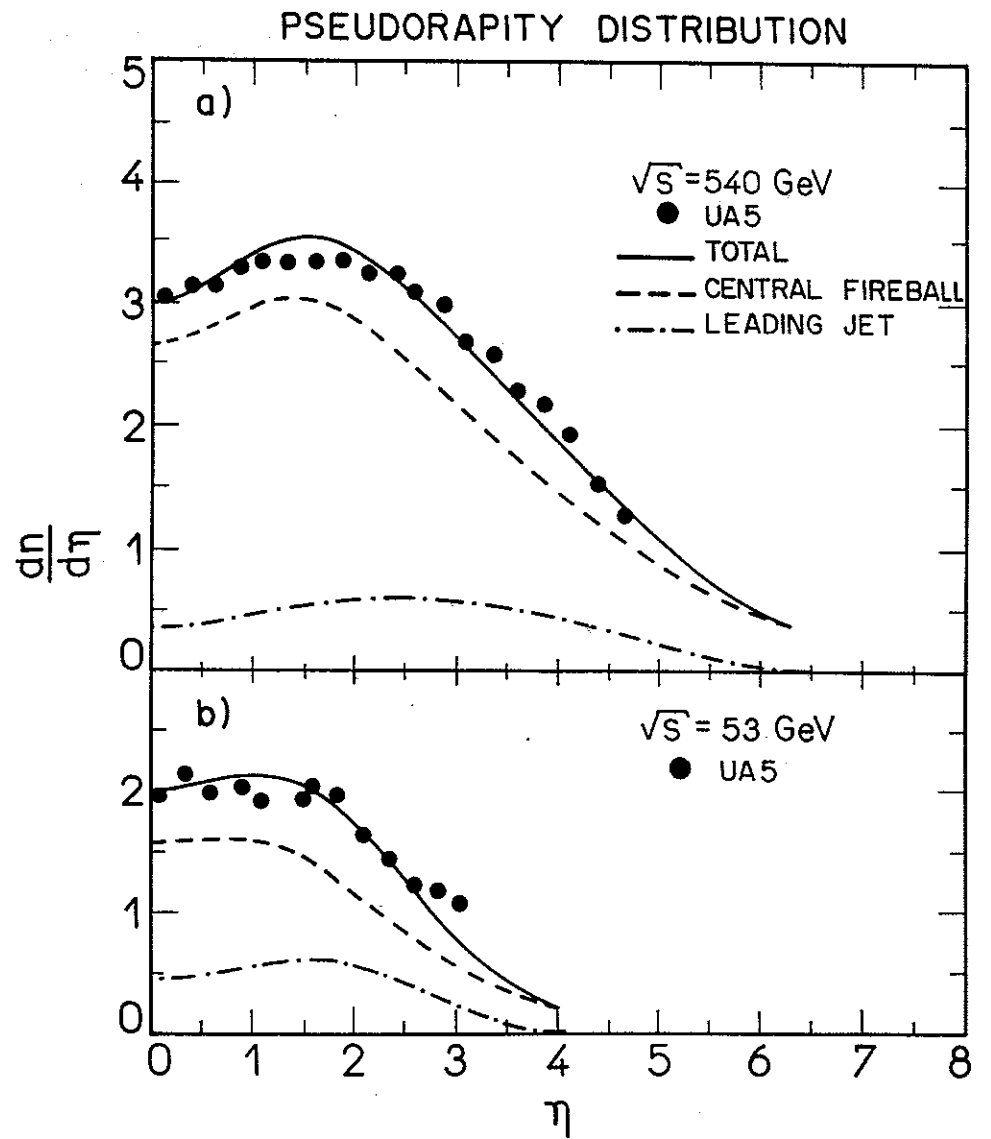 PSEUDORAPITY DISTRIBUTION
5
a)
4
3
2
1
0
√s = 540 GeV
UA5
TOTAL
CENTRAL FIREBALL
LEADING JET
dn
dη
b)
√s = 53 GeV
UA5
2
1
0
0 1 2 3 4 5 6 7 8
η